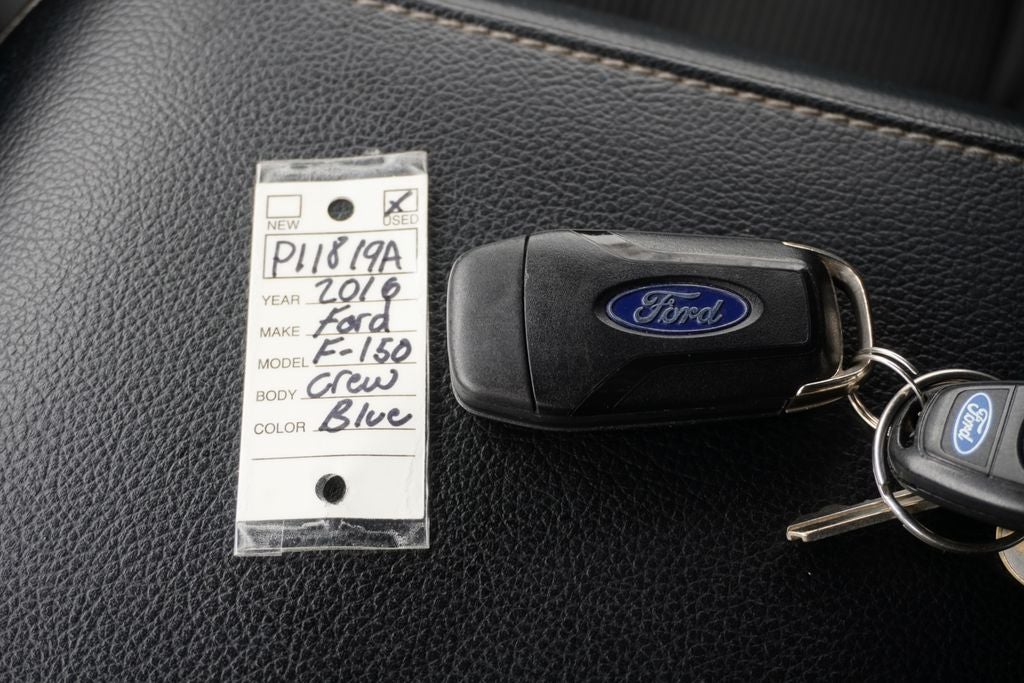 NEW USED
P11819A
YEAR 2016
MAKE Ford
MODEL F-150
BODY Crew
COLOR Blue
Ford
Ford